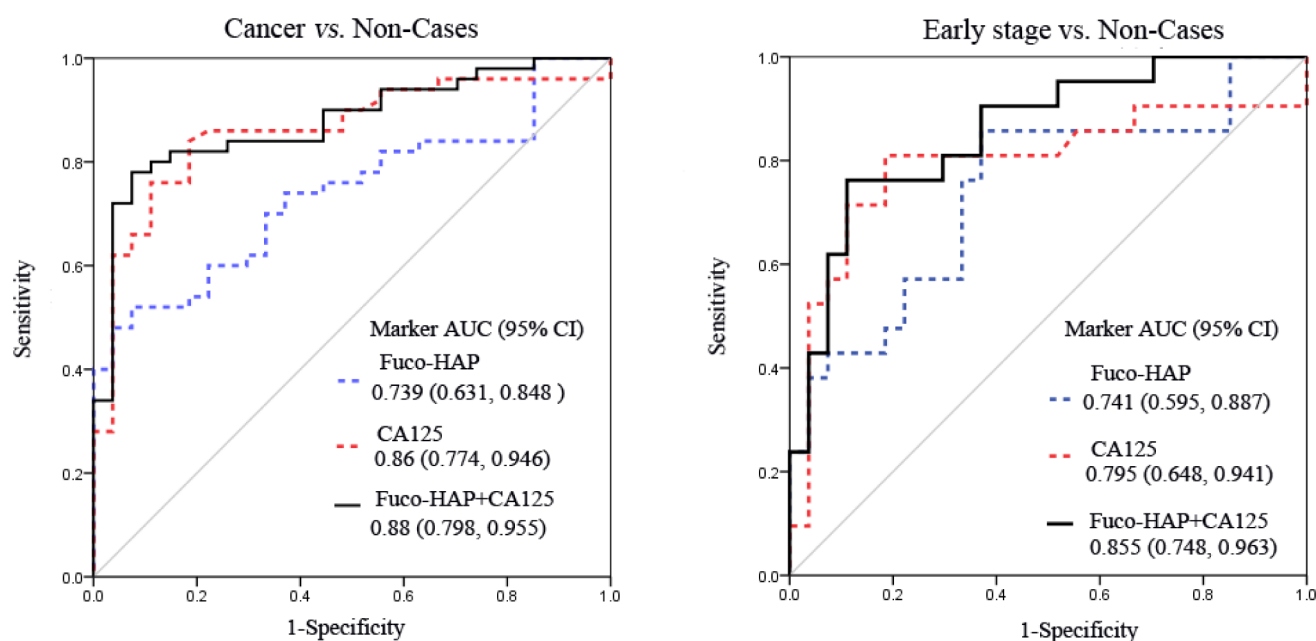 Cancer vs. Non-Cases
1.0
0.8
0.6
0.4
0.2
0.0
Sensitivity
0.0 0.2 0.4 0.6 0.8 1.0
1-Specificity
Marker AUC (95% CI)
Fuco-HAP
0.739 (0.631, 0.848 )
CA125
0.86 (0.774, 0.946)
Fuco-HAP+CA125
0.88 (0.798, 0.955)
Early stage vs. Non-Cases
1.0
0.8
0.6
0.4
0.2
0.0
Sensitivity
0.0 0.2 0.4 0.6 0.8 1.0
1-Specificity
Marker AUC (95% CI)
Fuco-HAP
0.741 (0.595, 0.887)
CA125
0.795 (0.648, 0.941)
Fuco-HAP+CA125
0.855 (0.748, 0.963)